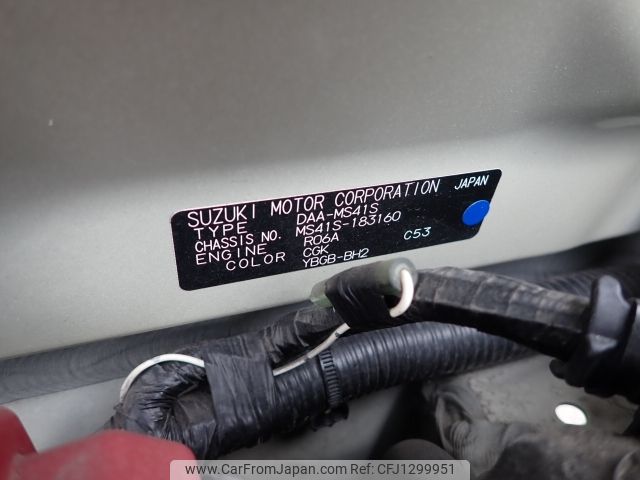 SUZUKI MOTOR CORPORATION JAPAN
TYPE DAA-MS41S
CHASSIS NO. MS41S-183160
ENGINE R06A C53
COLOR CGK
YBGB-BH2
www.CarFromJapan.com CFJ1299951